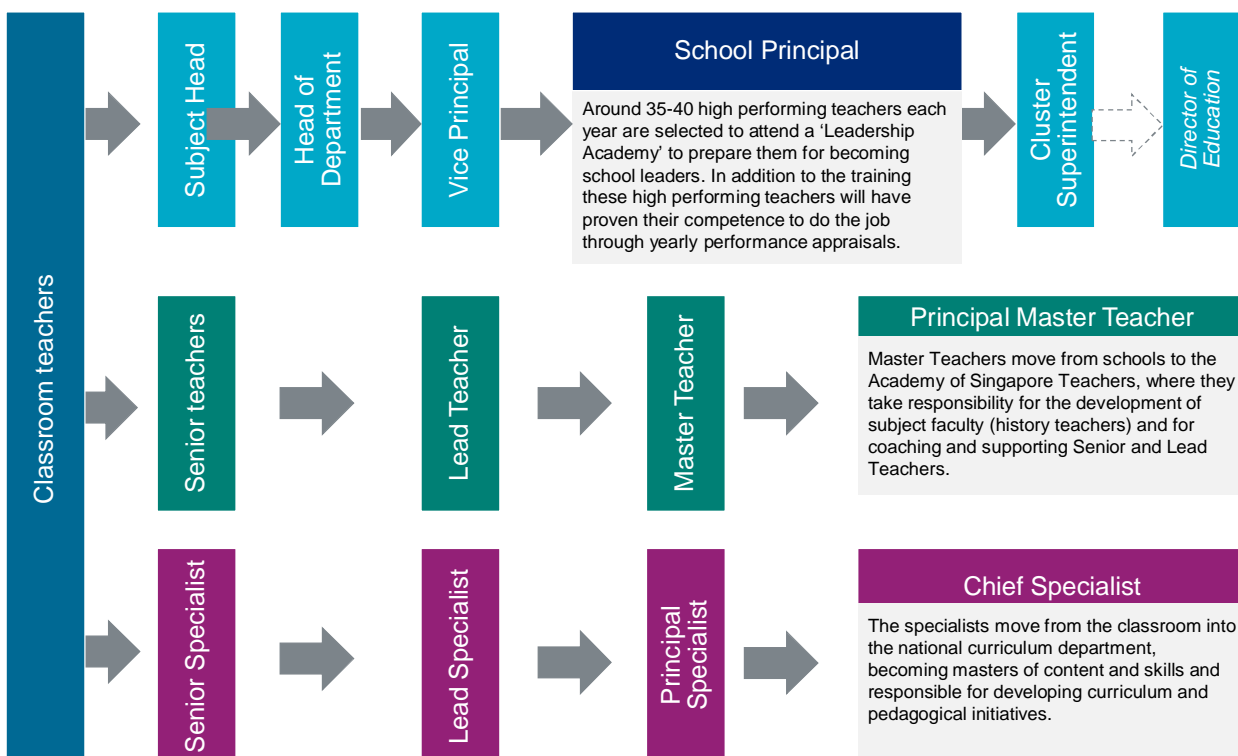 Classroom teachers
Subject Head
Head of
Department
Vice Principal
School Principal
Around 35-40 high performing teachers each
year are selected to attend a ‘Leadership
Academy’ to prepare them for becoming
school leaders. In addition to the training
these high performing teachers will have
proven their competence to do the job
through yearly performance appraisals.
Cluster
Superintendent
Director of
Education
Senior teachers
Lead Teacher
Master Teacher
Principal Master Teacher
Master Teachers move from schools to the
Academy of Singapore Teachers, where they
take responsibility for the development of
subject faculty (history teachers) and for
coaching and supporting Senior and Lead
Teachers.
Senior Specialist
Lead Specialist
Principal
Specialist
Chief Specialist
The specialists move from the classroom into
the national curriculum department,
becoming masters of content and skills and
responsible for developing curriculum and
pedagogical initiatives.